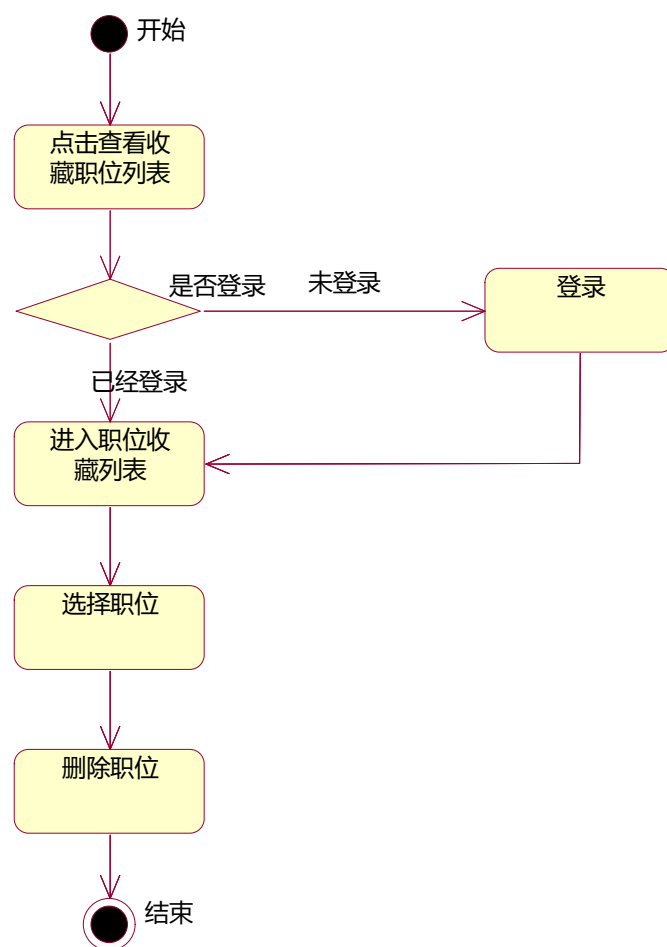 开始
点击查看收
藏职位列表
是否登录
未登录
登录
已经登录
进入职位收
藏列表
选择职位
删除职位
结束